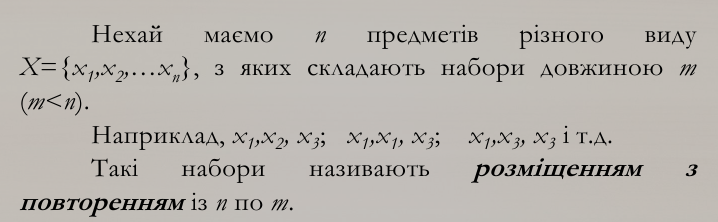 Нехай маємо n предметів різного виду
X={x₁,x₂,…xₙ}, з яких складають набори довжиною m
(m<n).
Наприклад, x₁,x₂, x₃; x₁,x₁, x₃; x₁,x₃, x₃ і т.д.
Такі набори називають розміщенням з
повторенням із n по m.